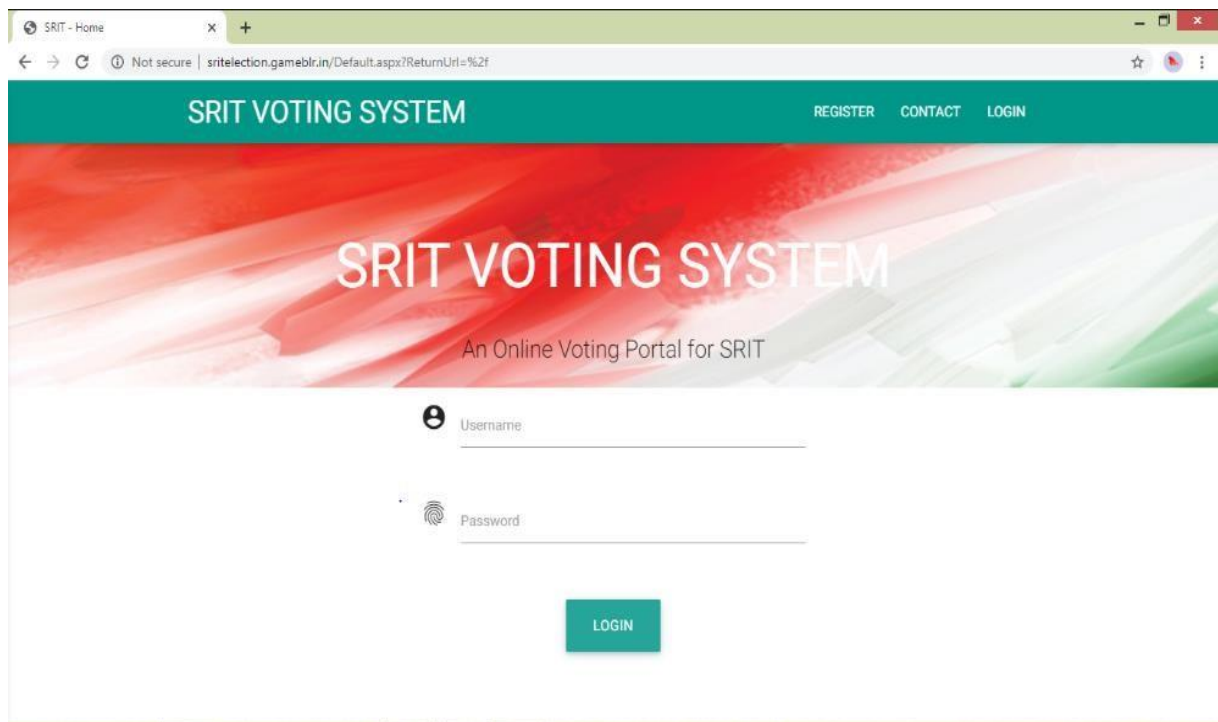 SRIT - Home
Not secure | sritelection.gameblr.in/Default.aspx?ReturnUrl=%2f
SRIT VOTING SYSTEM REGISTER CONTACT LOGIN
SRIT VOTING SYSTEM
An Online Voting Portal for SRIT
Username
Password
LOGIN